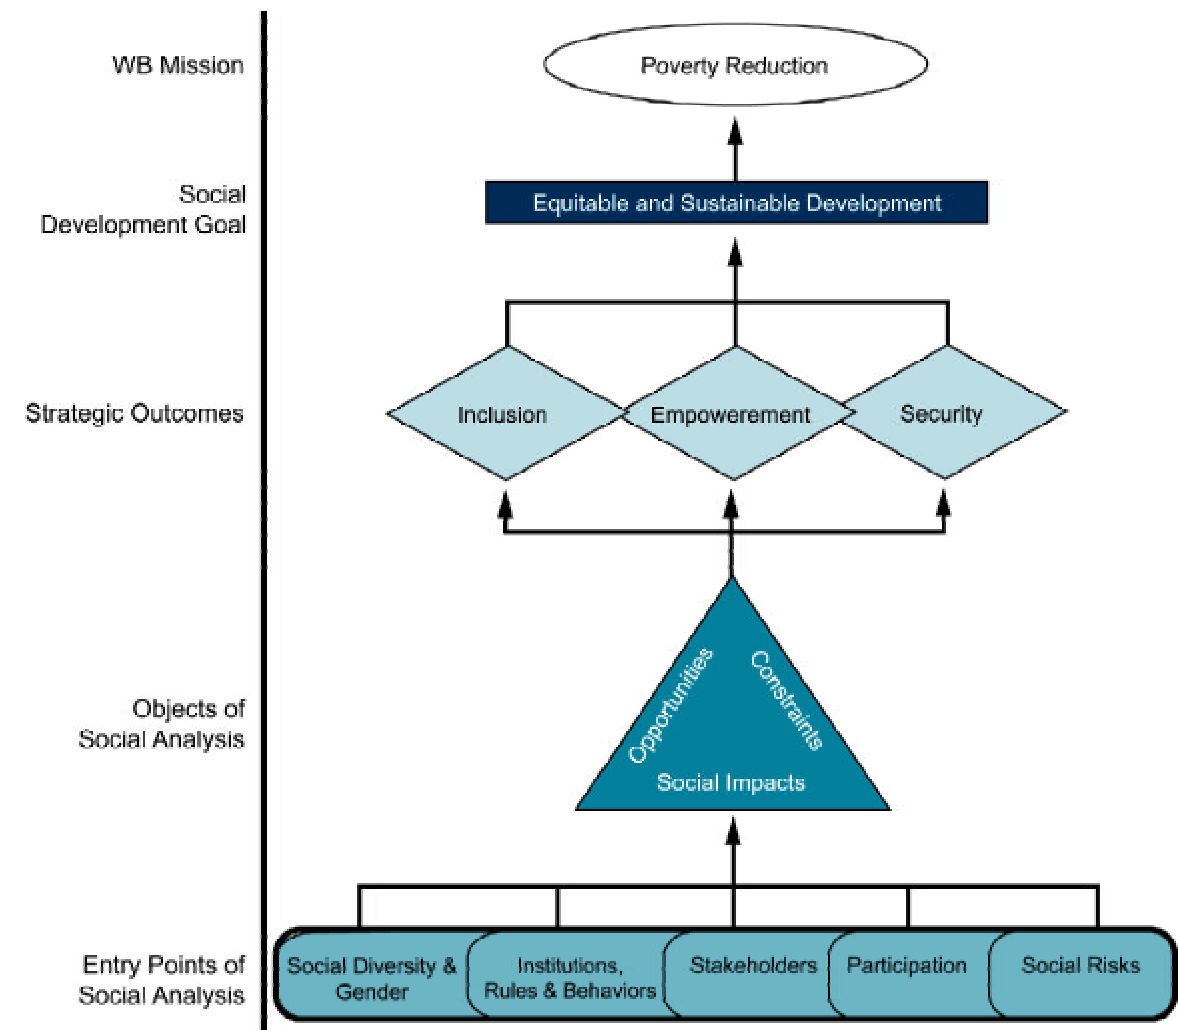 WB Mission
Poverty Reduction
Social
Development Goal
Equitable and Sustainable Development
Strategic Outcomes
Inclusion
Empowerement
Security
Objects of
Social Analysis
Opportunities
Constraints
Social Impacts
Entry Points of
Social Analysis
Social Diversity &
Gender
Institutions,
Rules & Behaviors
Stakeholders
Participation
Social Risks